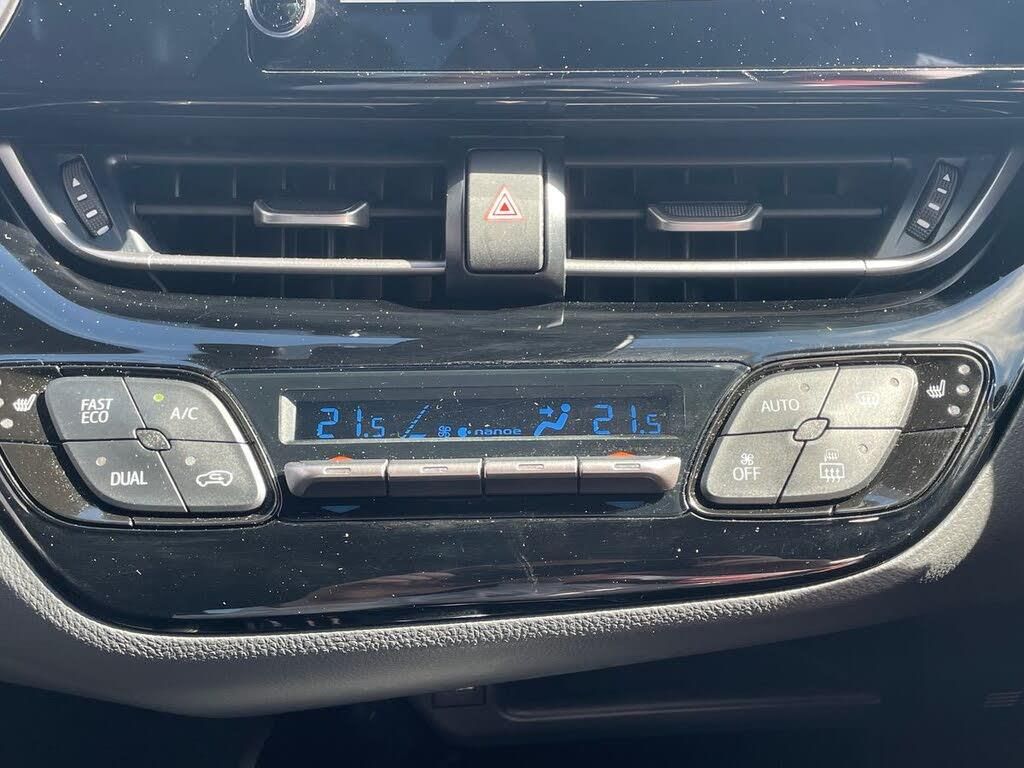 FAST
ECO
A/C
DUAL
21.5
nanoe
21.5
AUTO
OFF